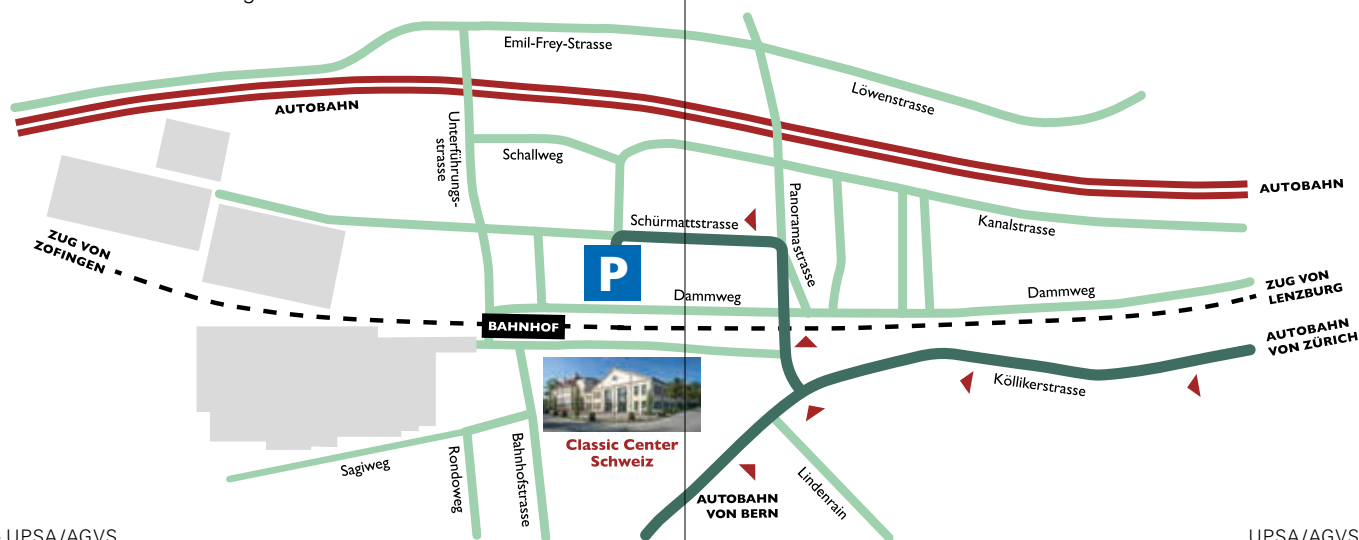 Emil-Frey-Strasse
Löwenstrasse
AUTOBAHN
Unterführungs-
strasse
Schallweg
AUTOBAHN
Panoramastrasse
Schürmattstrasse
Kanalstrasse
ZUG VON
ZOFINGEN
P
Dammweg
Dammweg
ZUG VON
LENZBURG
BAHNHOF
AUTOBAHN
VON ZÜRICH
Köllikerstrasse
Classic Center
Schweiz
Sagiweg
Rondoweg
Bahnhofstrasse
Lindenrain
AUTOBAHN
VON BERN
UPSA/AGVS
UPSA/AGVS